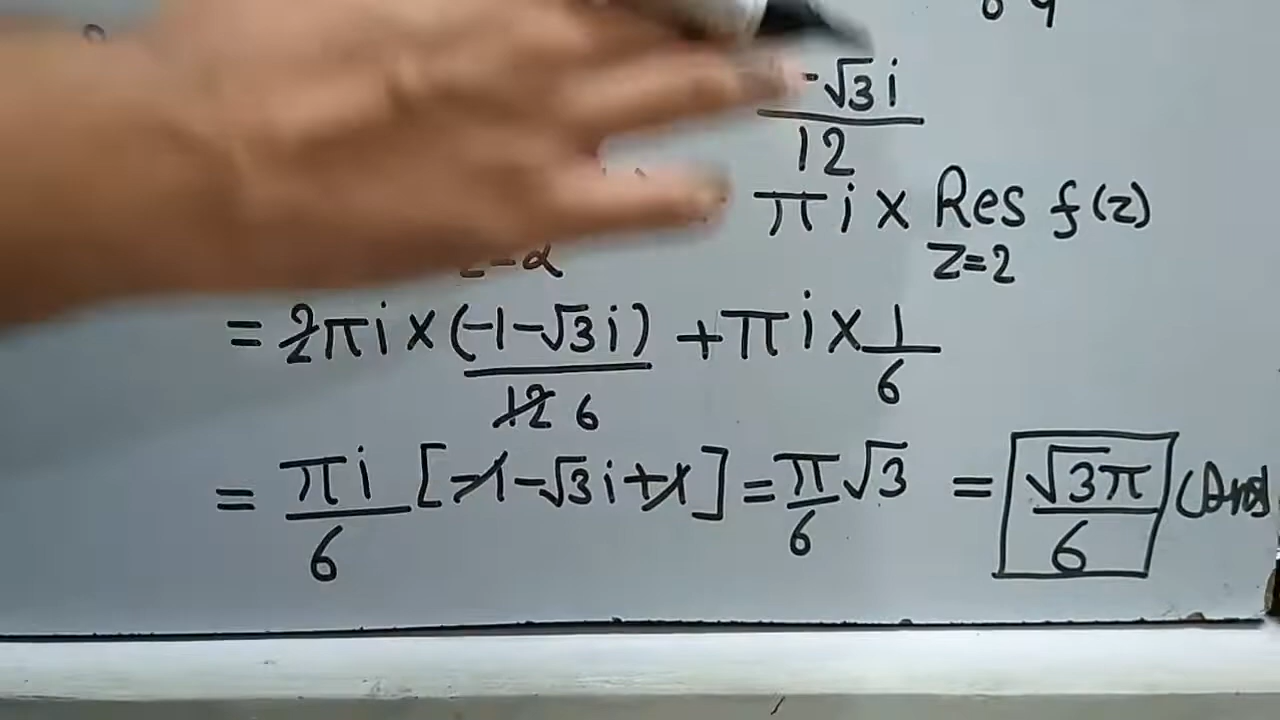 -√3 i
12
πi × Res f(z)
z=2
z=α
= 2πi × (-1-√3 i) + πi × 1
12 6 6
= πi [-1-√3 i+1] = π √3 = √3π (Ans)
6 6 6